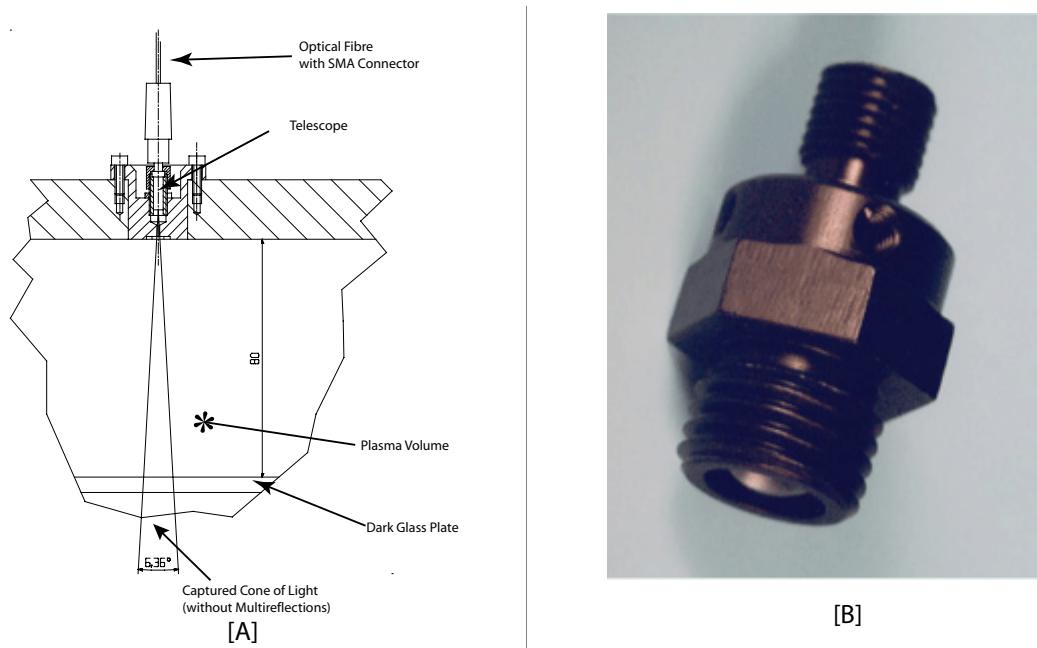 Optical Fibre
with SMA Connector
Telescope
80
Plasma Volume
Dark Glass Plate
6,36°
Captured Cone of Light
(without Multireflections)
[A]
[B]